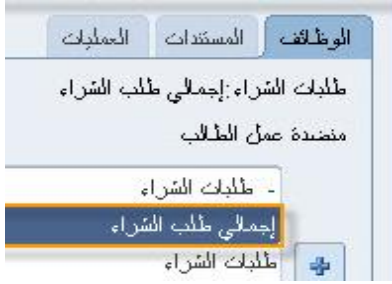 الوظائف المستندات العمليات
طلبات الشراء:إجمالي طلب الشراء
منضدة عمل الطالب
- طلبات الشراء
إجمالي طلب الشراء
طلبات الشراء